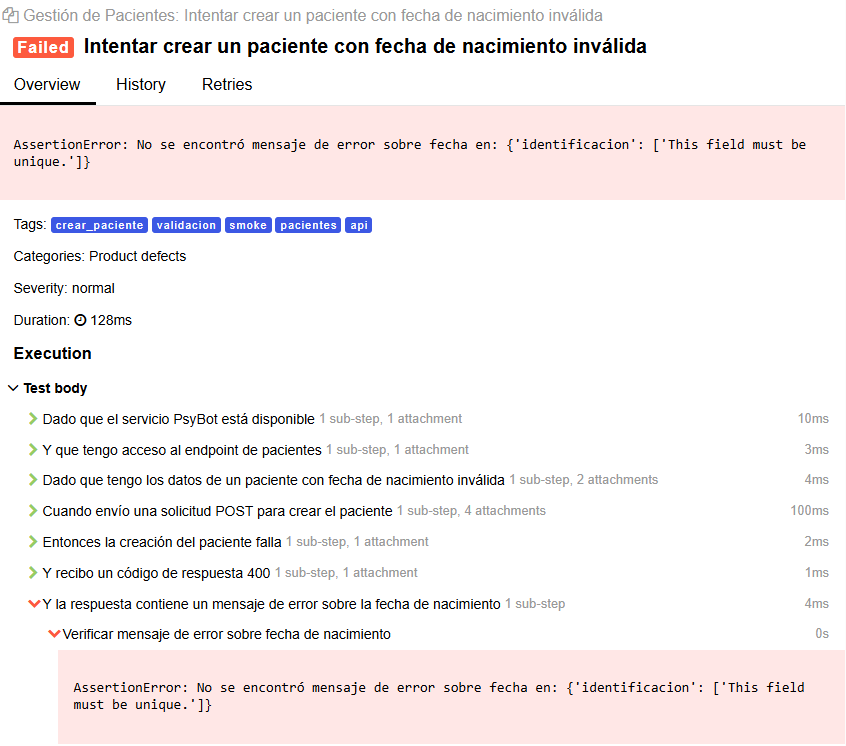 Gestión de Pacientes: Intentar crear un paciente con fecha de nacimiento inválida
Failed Intentar crear un paciente con fecha de nacimiento inválida
Overview History Retries
AssertionError: No se encontró mensaje de error sobre fecha en: {'identificacion': ['This field must be
unique.']}
Tags: crear_paciente validacion smoke pacientes api
Categories: Product defects
Severity: normal
Duration: 128ms
Execution
Test body
Dado que el servicio PsyBot está disponible 1 sub-step, 1 attachment 10ms
Y que tengo acceso al endpoint de pacientes 1 sub-step, 1 attachment 3ms
Dado que tengo los datos de un paciente con fecha de nacimiento inválida 1 sub-step, 2 attachments 4ms
Cuando envío una solicitud POST para crear el paciente 1 sub-step, 4 attachments 100ms
Entonces la creación del paciente falla 1 sub-step, 1 attachment 2ms
Y recibo un código de respuesta 400 1 sub-step, 1 attachment 1ms
Y la respuesta contiene un mensaje de error sobre la fecha de nacimiento 1 sub-step 4ms
Verificar mensaje de error sobre fecha de nacimiento 0s
AssertionError: No se encontró mensaje de error sobre fecha en: {'identificacion': ['This field
must be unique.']}